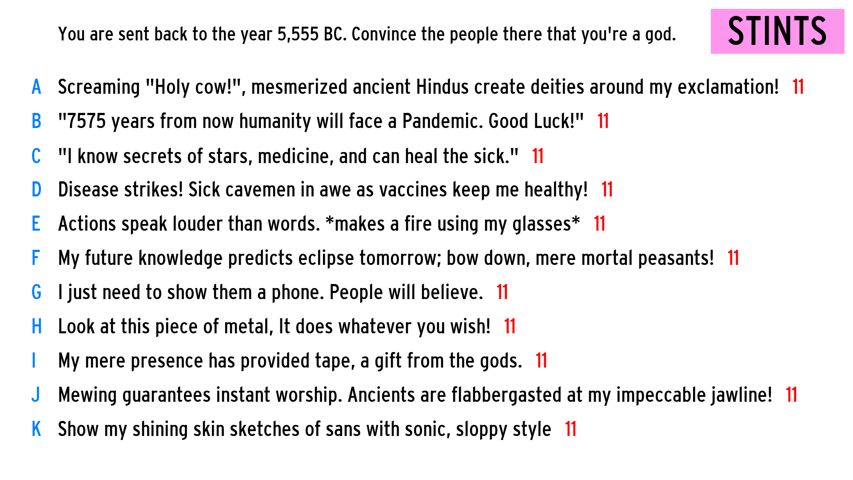 You are sent back to the year 5,555 BC. Convince the people there that you're a god.
STINTS
A Screaming "Holy cow!", mesmerized ancient Hindus create deities around my exclamation! 11
B "7575 years from now humanity will face a Pandemic. Good Luck!" 11
C "I know secrets of stars, medicine, and can heal the sick." 11
D Disease strikes! Sick cavemen in awe as vaccines keep me healthy! 11
E Actions speak louder than words. *makes a fire using my glasses* 11
F My future knowledge predicts eclipse tomorrow; bow down, mere mortal peasants! 11
G I just need to show them a phone. People will believe. 11
H Look at this piece of metal, It does whatever you wish! 11
I My mere presence has provided tape, a gift from the gods. 11
J Mewing guarantees instant worship. Ancients are flabbergasted at my impeccable jawline! 11
K Show my shining skin sketches of sans with sonic, sloppy style 11